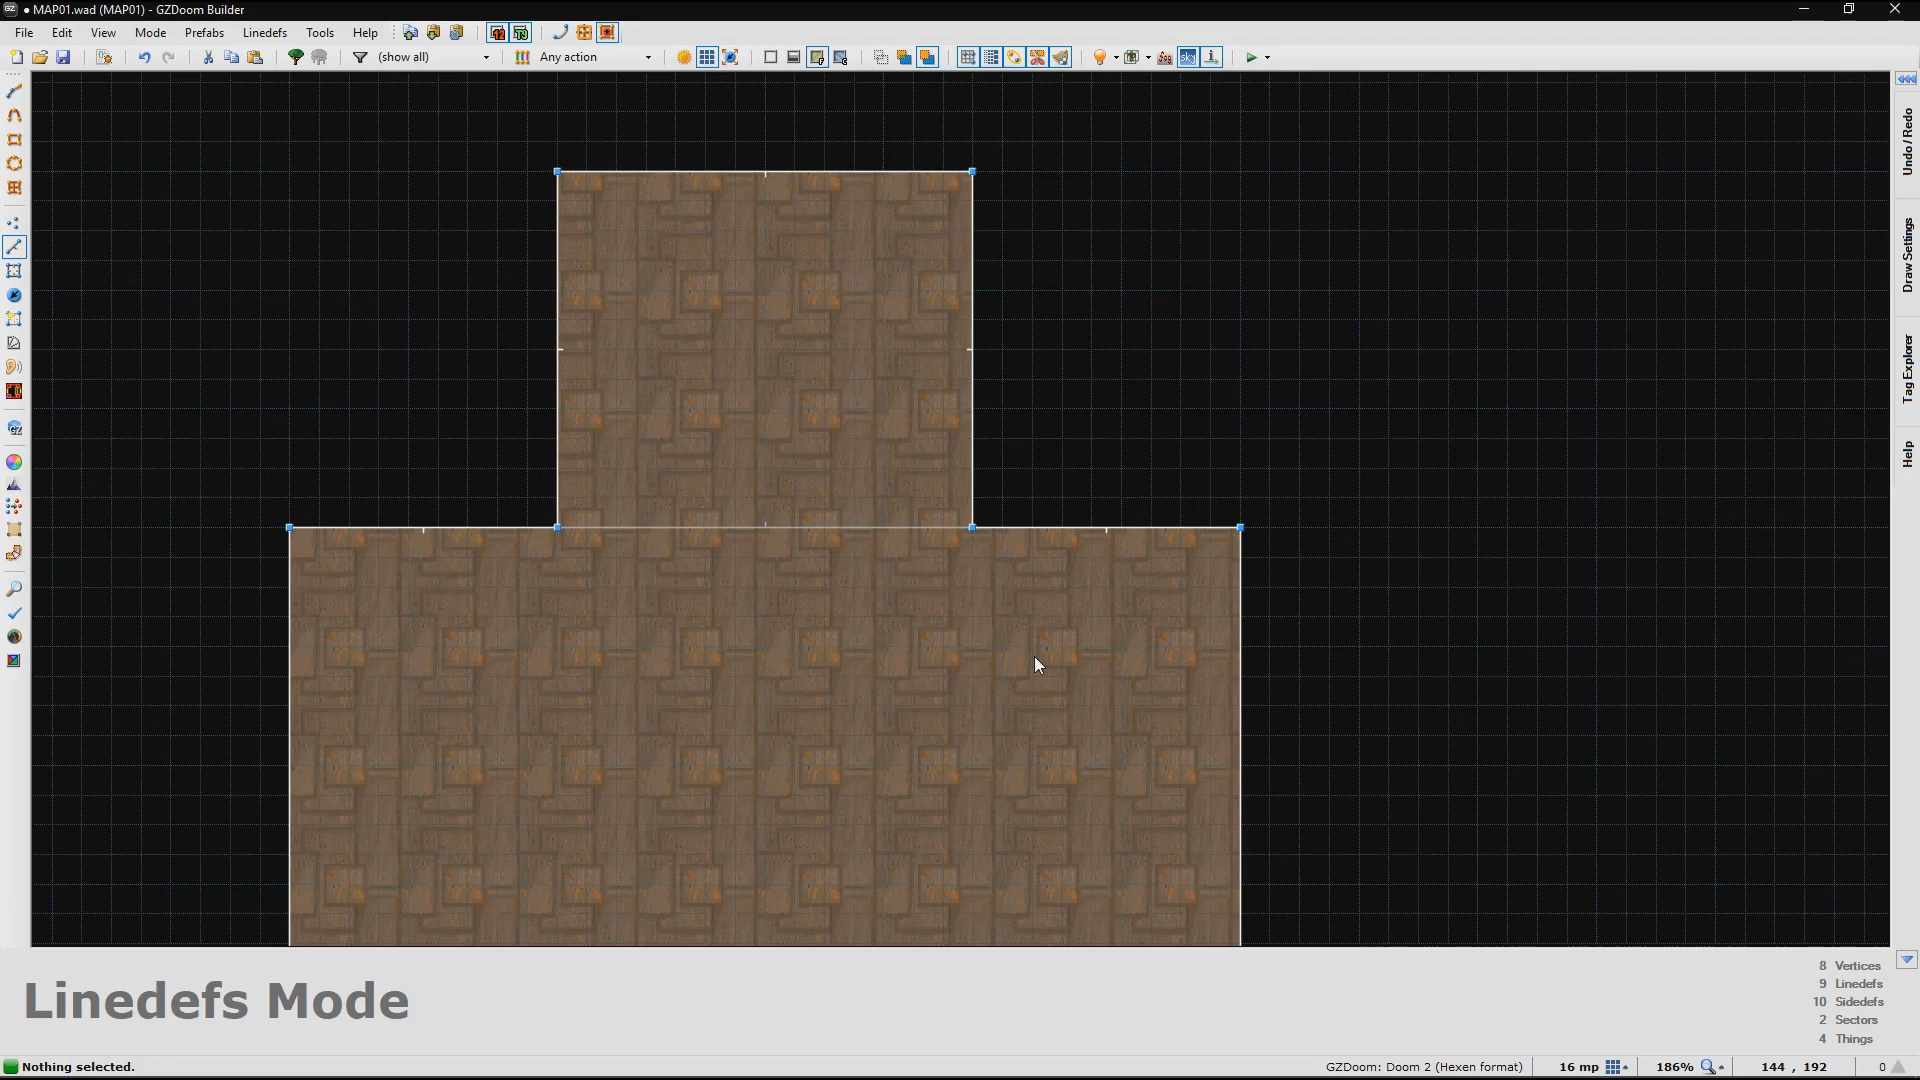 MAP01.wad (MAP01) - GZDoom Builder
File Edit View Mode Prefabs Linedefs Tools Help
(show all) Any action
Undo / Redo
Draw Settings
Tag Explorer
Help
Linedefs Mode
8 Vertices
9 Linedefs
10 Sidedefs
2 Sectors
4 Things
Nothing selected.
GZDoom: Doom 2 (Hexen format) 16 mp 186% 144 , 192 0